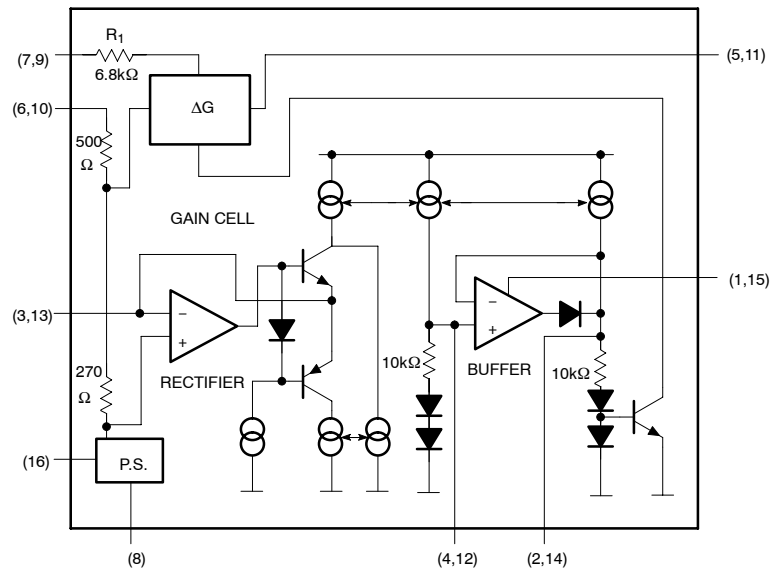 R1
(7,9)
(5,11)
6.8kΩ
ΔG
(6,10)
500
Ω
GAIN CELL
(1,15)
(3,13)
−
+
−
+
270
Ω
RECTIFIER
10kΩ
BUFFER
10kΩ
(16)
P.S.
(8)
(4,12)
(2,14)